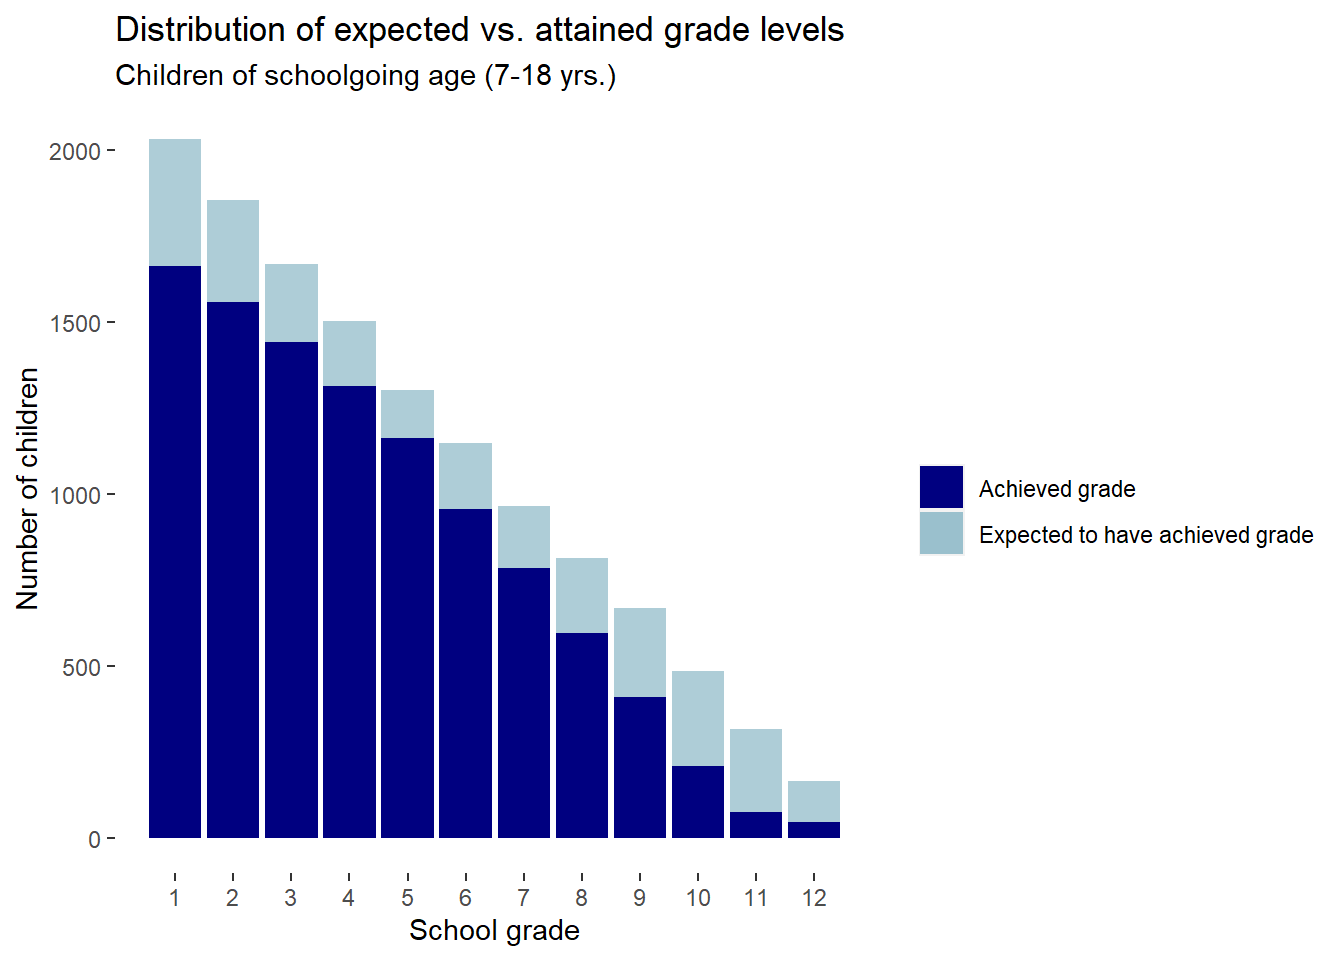 Distribution of expected vs. attained grade levels
Children of schoolgoing age (7-18 yrs.)
2000
1500
1000
500
0
Number of children
1 2 3 4 5 6 7 8 9 10 11 12
School grade
Achieved grade
Expected to have achieved grade